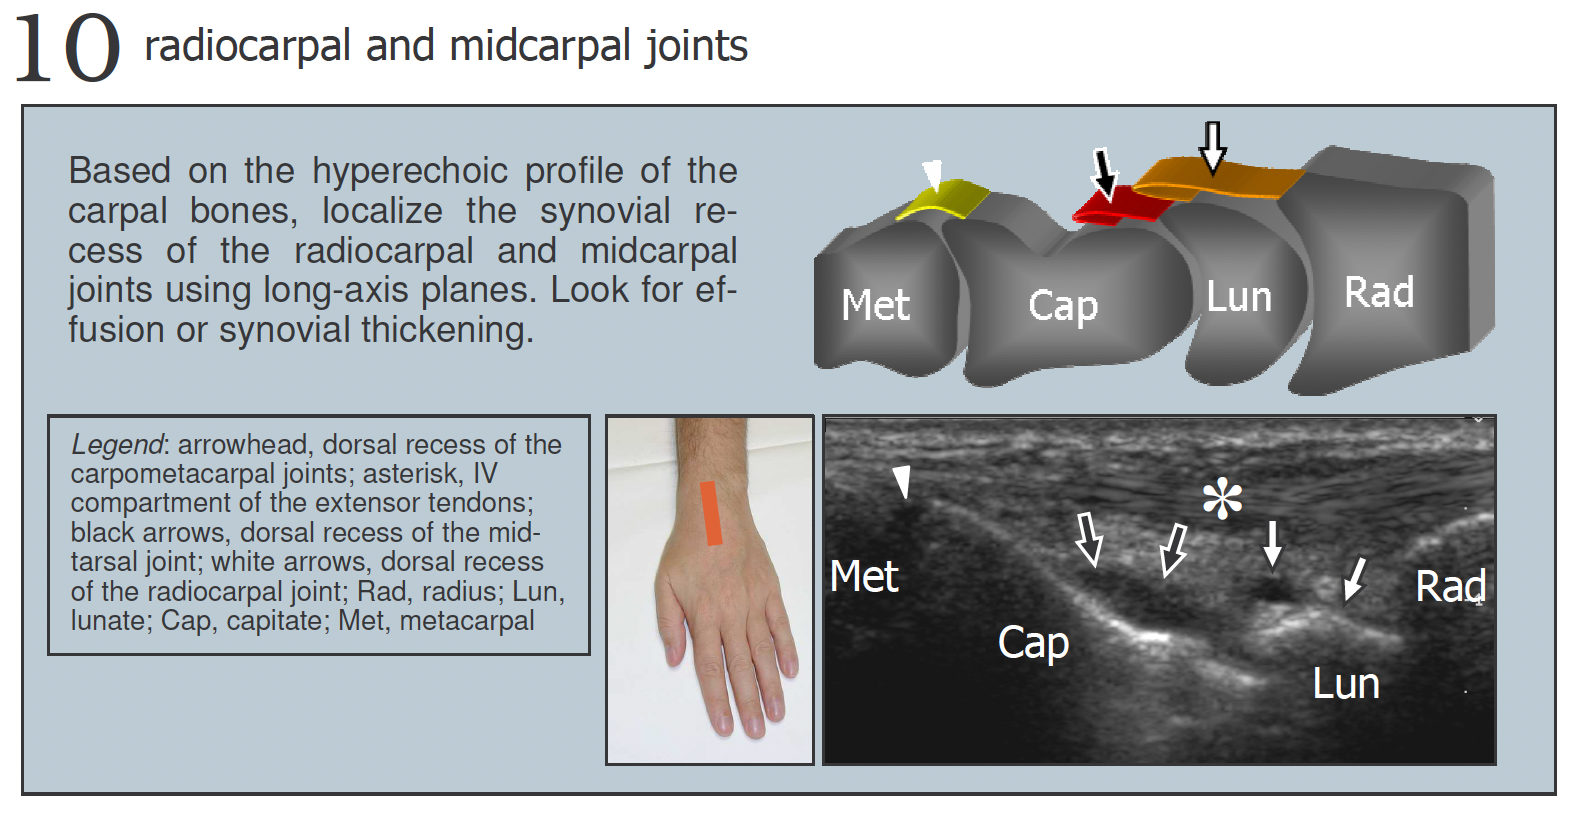 10 radiocarpal and midcarpal joints
Based on the hyperechoic profile of the
carpal bones, localize the synovial re-
cess of the radiocarpal and midcarpal
joints using long-axis planes. Look for ef-
fusion or synovial thickening.
Met
Cap
Lun
Rad
Legend: arrowhead, dorsal recess of the
carpometacarpal joints; asterisk, IV
compartment of the extensor tendons;
black arrows, dorsal recess of the mid-
tarsal joint; white arrows, dorsal recess
of the radiocarpal joint; Rad, radius; Lun,
lunate; Cap, capitate; Met, metacarpal
*
Met
Cap
Lun
Rad